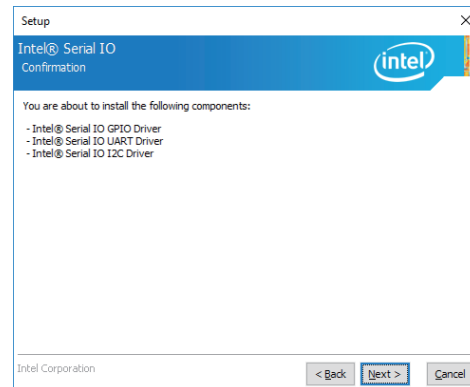 Setup
Intel® Serial IO
Confirmation
intel
You are about to install the following components:
- Intel® Serial IO GPIO Driver
- Intel® Serial IO UART Driver
- Intel® Serial IO I2C Driver
Intel Corporation
< Back
Next >
Cancel